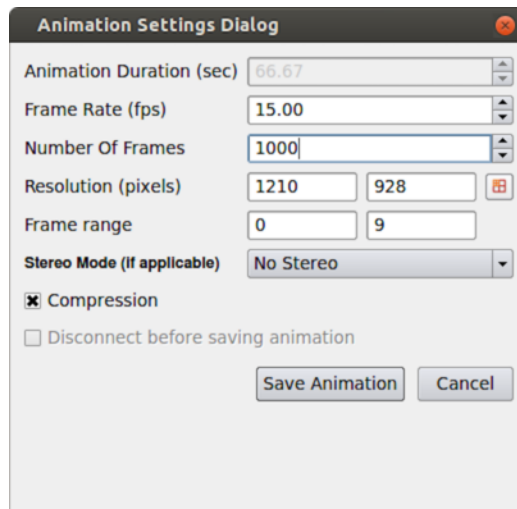 Animation Settings Dialog
Animation Duration (sec) 66.67
Frame Rate (fps) 15.00
Number Of Frames 1000
Resolution (pixels) 1210 928
Frame range 0 9
Stereo Mode (if applicable) No Stereo
Compression
Disconnect before saving animation
Save Animation Cancel